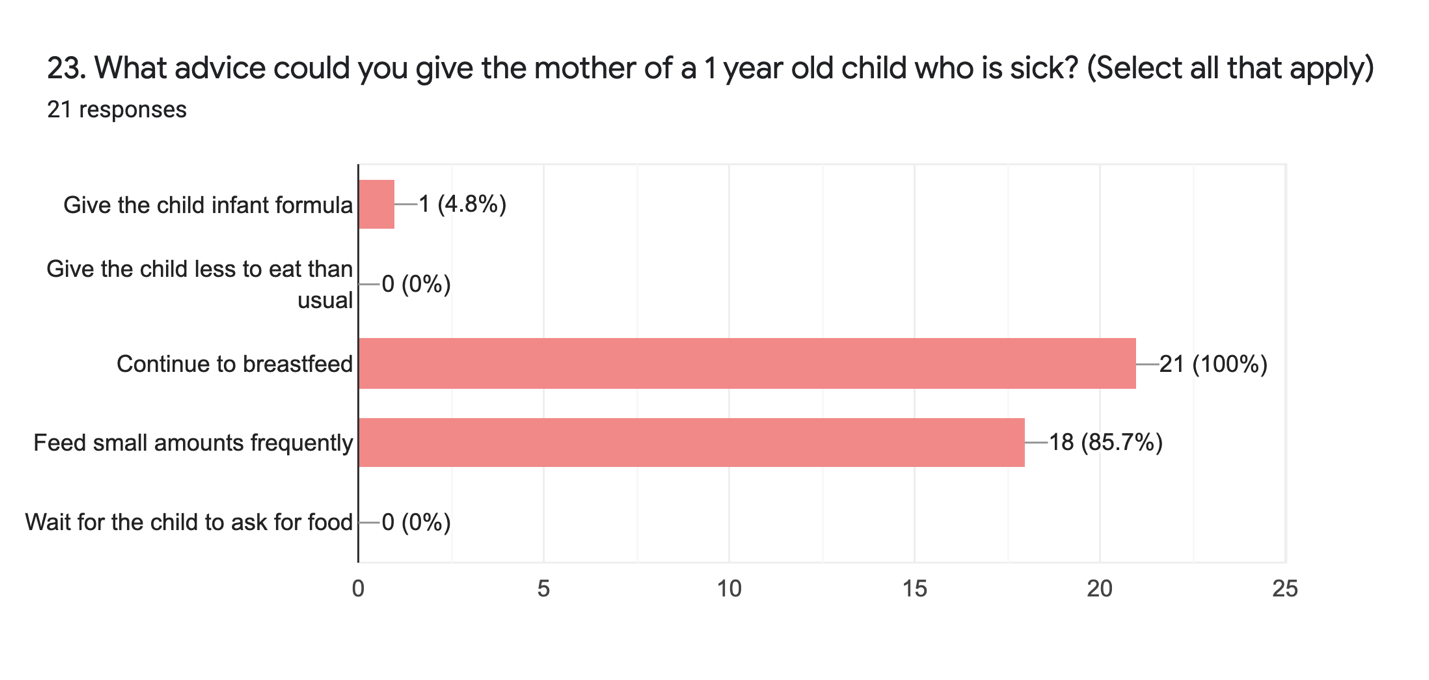 23. What advice could you give the mother of a 1 year old child who is sick? (Select all that apply)
21 responses
Give the child infant formula
1 (4.8%)
Give the child less to eat than
usual
0 (0%)
Continue to breastfeed
21 (100%)
Feed small amounts frequently
18 (85.7%)
Wait for the child to ask for food
0 (0%)
0
5
10
15
20
25